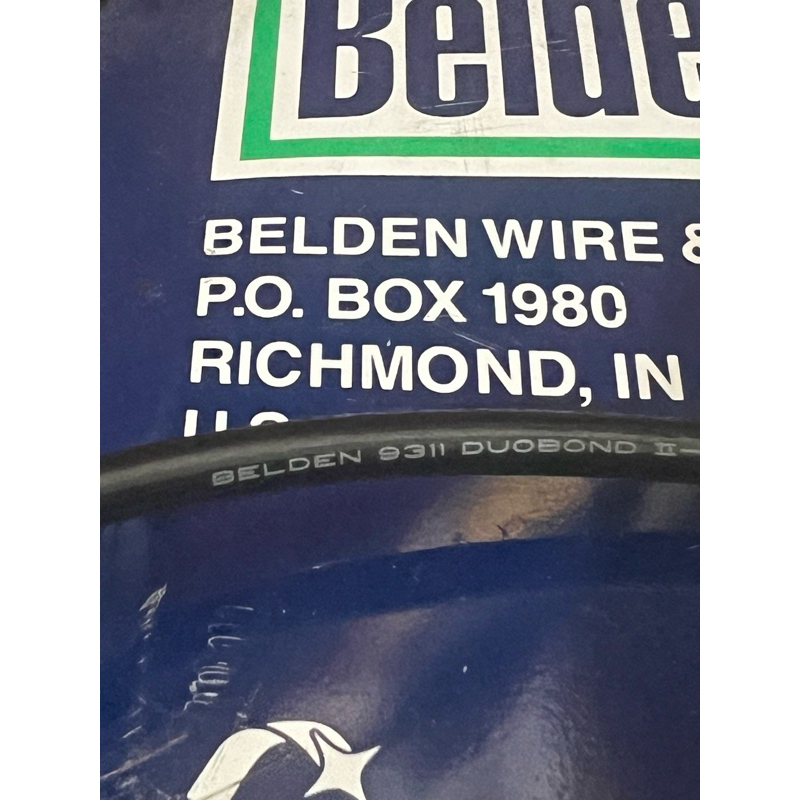 Belde
BELDEN WIRE &
P.O. BOX 1980
RICHMOND, IN
U.S.
BELDEN 9311 DUOBOND II-